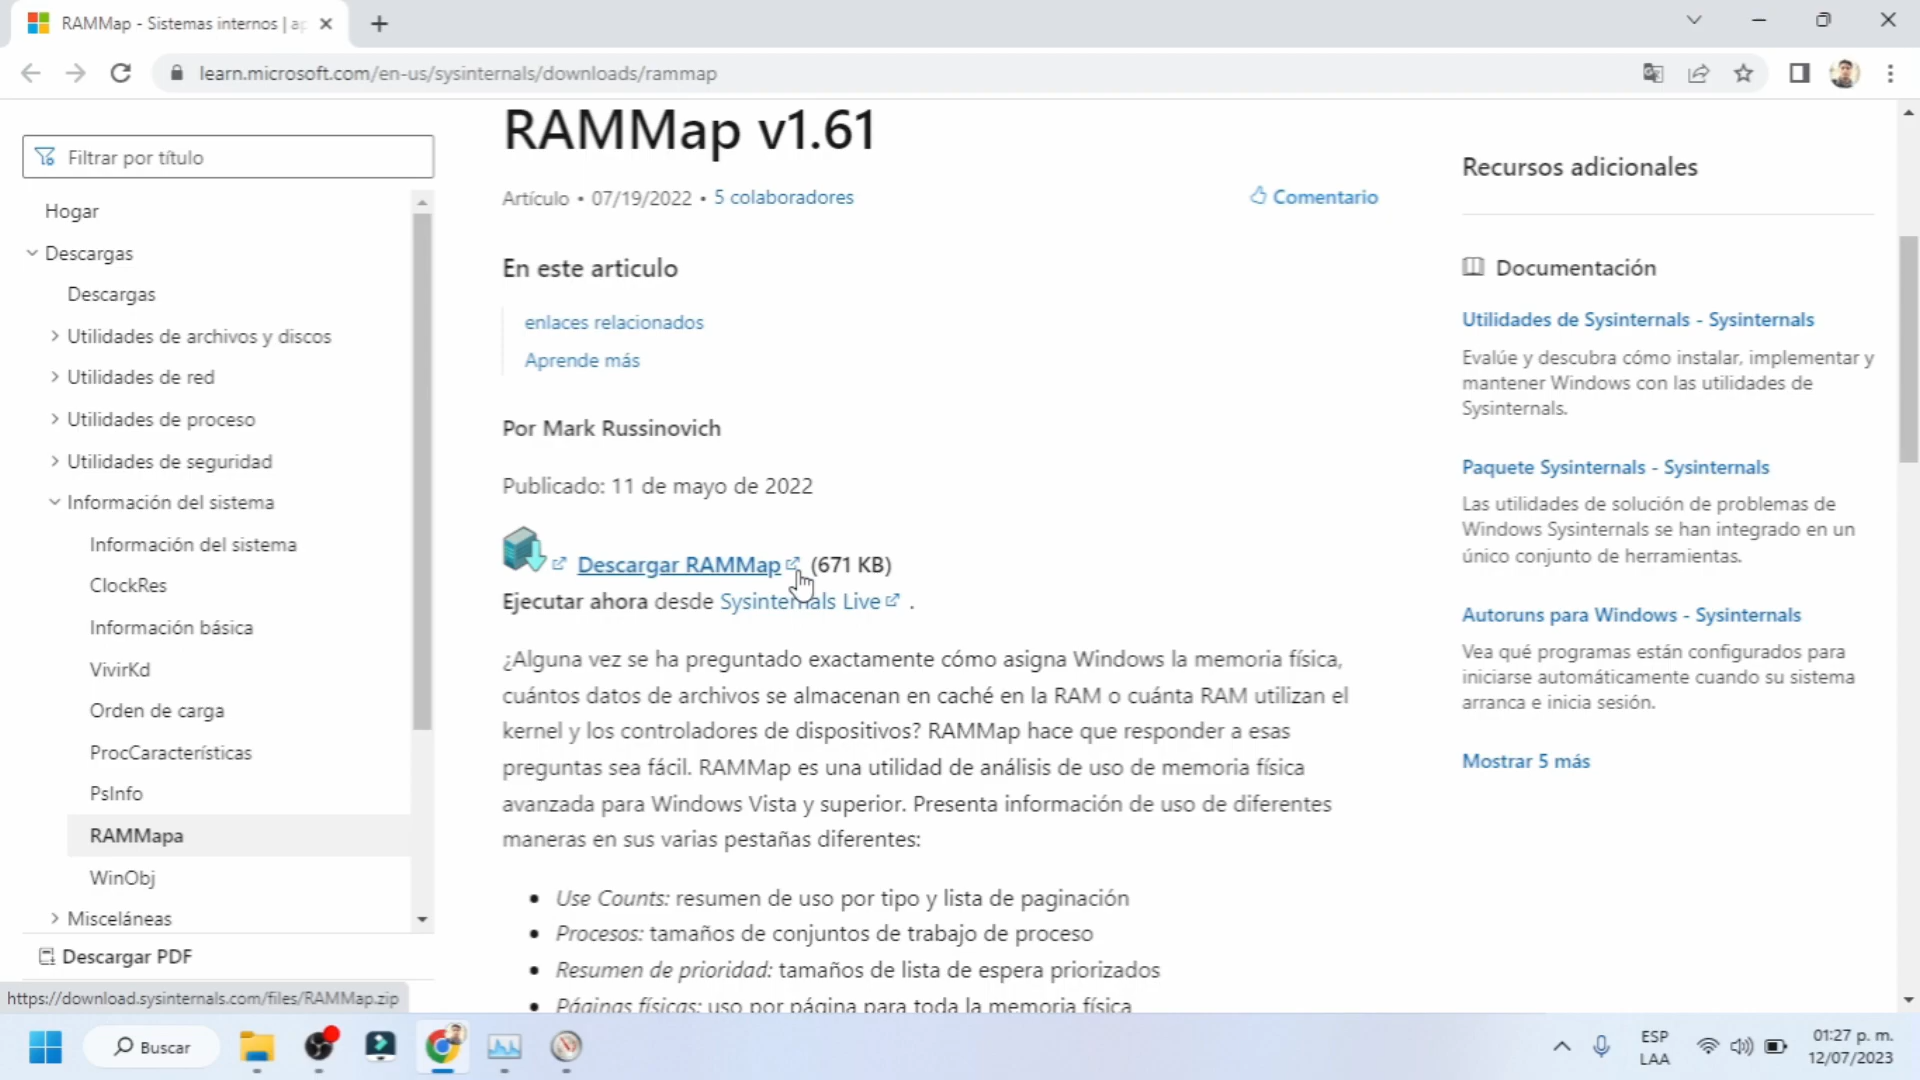 RAMMap - Sistemas internos | ap
learn.microsoft.com/en-us/sysinternals/downloads/rammap
Filtrar por título
Hogar
Descargas
Descargas
Utilidades de archivos y discos
Utilidades de red
Utilidades de proceso
Utilidades de seguridad
Información del sistema
Información del sistema
ClockRes
Información básica
VivirKd
Orden de carga
ProcCaracterísticas
PsInfo
RAMMapa
WinObj
Misceláneas
Descargar PDF
https://download.sysinternals.com/files/RAMMap.zip
RAMMap v1.61
Artículo • 07/19/2022 • 5 colaboradores
Comentario
En este articulo
enlaces relacionados
Aprende más
Por Mark Russinovich
Publicado: 11 de mayo de 2022
Descargar RAMMap (671 KB)
Ejecutar ahora desde Sysinternals Live .
¿Alguna vez se ha preguntado exactamente cómo asigna Windows la memoria física,
cuántos datos de archivos se almacenan en caché en la RAM o cuánta RAM utilizan el
kernel y los controladores de dispositivos? RAMMap hace que responder a esas
preguntas sea fácil. RAMMap es una utilidad de análisis de uso de memoria física
avanzada para Windows Vista y superior. Presenta información de uso de diferentes
maneras en sus varias pestañas diferentes:
• Use Counts: resumen de uso por tipo y lista de paginación
• Procesos: tamaños de conjuntos de trabajo de proceso
• Resumen de prioridad: tamaños de lista de espera priorizados
• Páginas físicas: uso por página para toda la memoria física
Recursos adicionales
Documentación
Utilidades de Sysinternals - Sysinternals
Evalúe y descubra cómo instalar, implementar y
mantener Windows con las utilidades de
Sysinternals.
Paquete Sysinternals - Sysinternals
Las utilidades de solución de problemas de
Windows Sysinternals se han integrado en un
único conjunto de herramientas.
Autoruns para Windows - Sysinternals
Vea qué programas están configurados para
iniciarse automáticamente cuando su sistema
arranca e inicia sesión.
Mostrar 5 más
Buscar
ESP
LAA
01:27 p. m.
12/07/2023